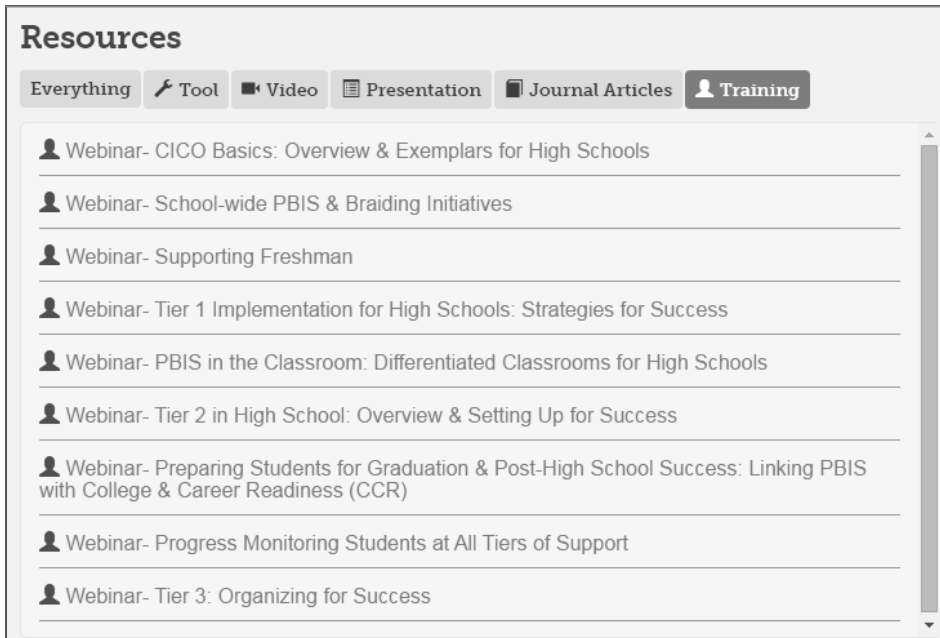 Resources
Everything Tool Video Presentation Journal Articles Training
Webinar- CICO Basics: Overview & Exemplars for High Schools
Webinar- School-wide PBIS & Braiding Initiatives
Webinar- Supporting Freshman
Webinar- Tier 1 Implementation for High Schools: Strategies for Success
Webinar- PBIS in the Classroom: Differentiated Classrooms for High Schools
Webinar- Tier 2 in High School: Overview & Setting Up for Success
Webinar- Preparing Students for Graduation & Post-High School Success: Linking PBIS
with College & Career Readiness (CCR)
Webinar- Progress Monitoring Students at All Tiers of Support
Webinar- Tier 3: Organizing for Success